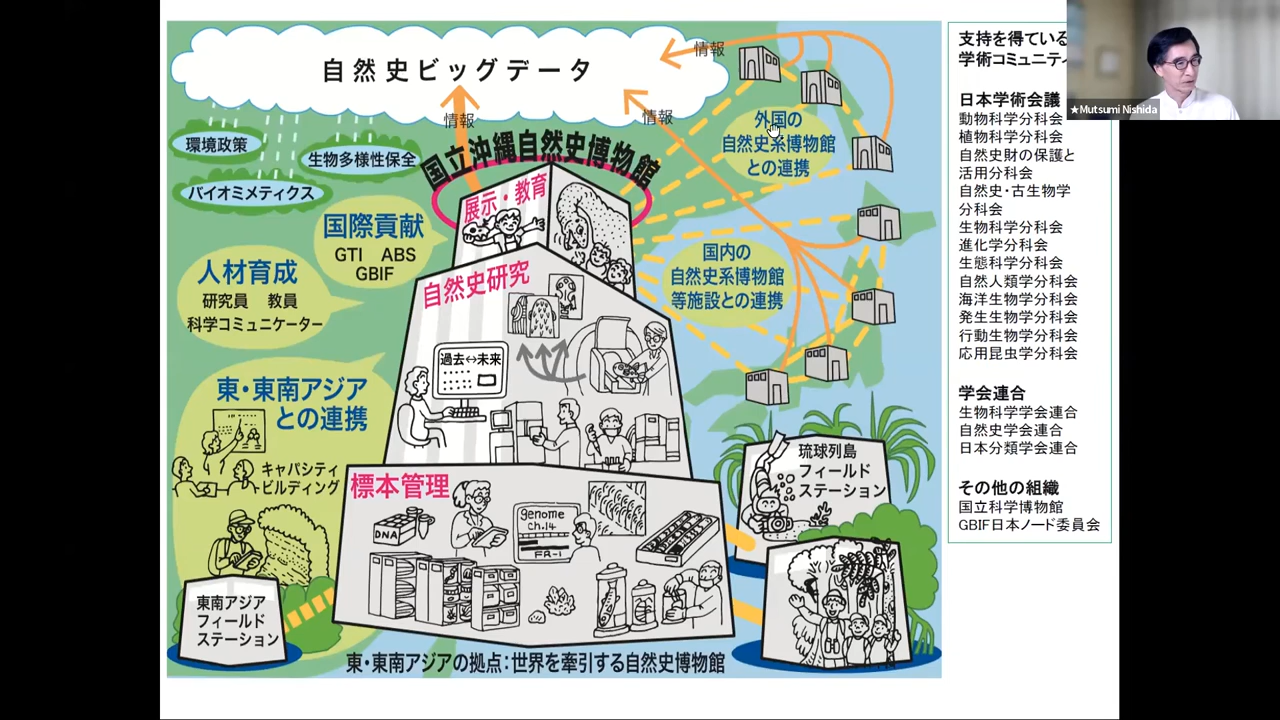 自然史ビッグデータ
情報
情報
情報
環境政策
生物多様性保全
バイオミメティクス
国立沖縄自然史博物館
展示・教育
外国の
自然史系博物館
との連携
国際貢献
GTI ABS
GBIF
人材育成
研究員 教員
科学コミュニケーター
自然史研究
過去↔未来
国内の
自然史系博物館
等施設との連携
東・東南アジア
との連携
キャパシティ
ビルディング
標本管理
DNA
genome
ch.14
FR-1
琉球列島
フィールド
ステーション
東南アジア
フィールド
ステーション
東・東南アジアの拠点：世界を牽引する自然史博物館
支持を得ている
学術コミュニティ
日本学術会議
動物科学分科会
植物科学分科会
自然史財の保護と
活用分科会
自然史・古生物学
分科会
生物科学分科会
進化学分科会
生態科学分科会
自然人類学分科会
海洋生物学分科会
発生生物学分科会
行動生物学分科会
応用昆虫学分科会
学会連合
生物科学学会連合
自然史学会連合
日本分類学会連合
その他の組織
国立科学博物館
GBIF日本ノード委員会
★Mutsumi Nishida